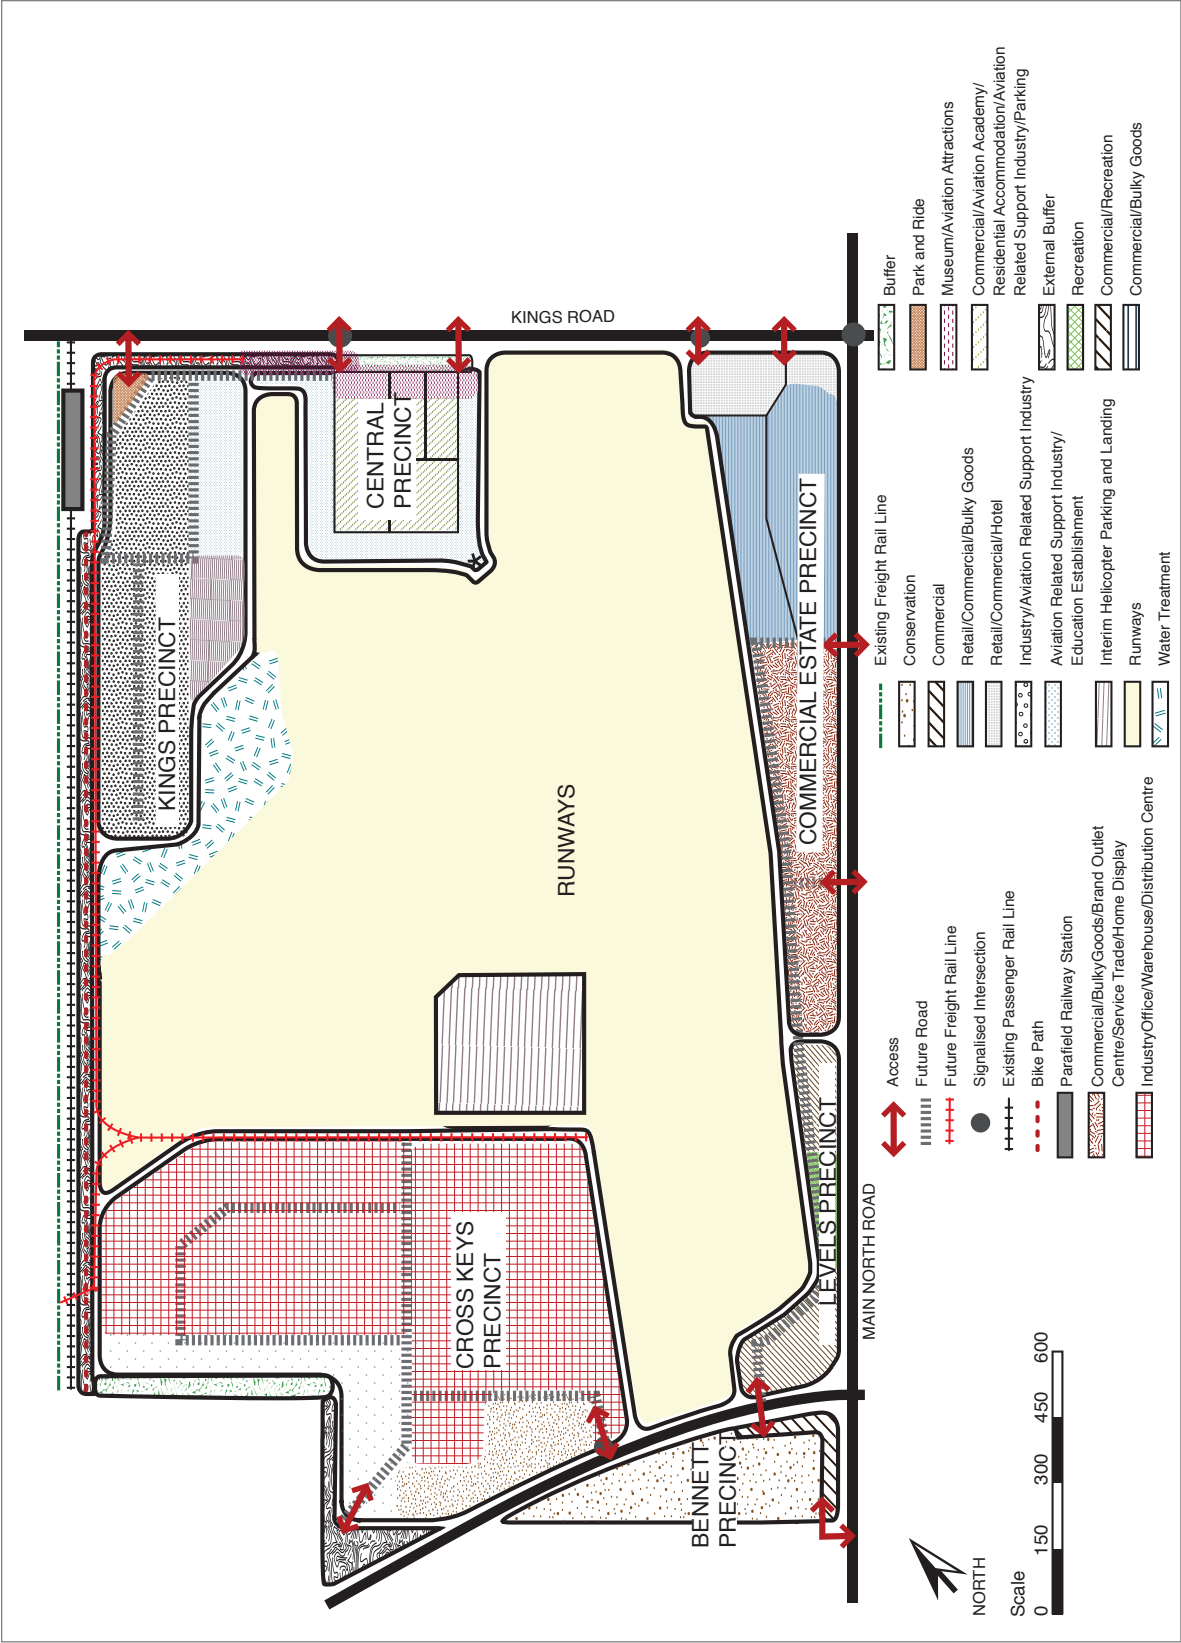 KINGS ROAD
KINGS PRECINCT
CENTRAL
PRECINCT
RUNWAYS
COMMERCIAL ESTATE PRECINCT
CROSS KEYS
PRECINCT
LEVELS PRECINCT
BENNETT
PRECINCT
MAIN NORTH ROAD
NORTH
Scale
0 150 300 450 600
Access
Future Road
Future Freight Rail Line
Signalised Intersection
Existing Passenger Rail Line
Bike Path
Parafield Railway Station
Commercial/BulkyGoods/Brand Outlet
Centre/Service Trade/Home Display
IndustryOffice/Warehouse/Distribution Centre
Existing Freight Rail Line
Conservation
Commercial
Retail/Commercial/Bulky Goods
Retail/Commercial/Hotel
Industry/Aviation Related Support Industry
Aviation Related Support Industry/
Education Establishment
Interim Helicopter Parking and Landing
Runways
Water Treatment
Buffer
Park and Ride
Museum/Aviation Attractions
Commercial/Aviation Academy/
Residential Accommodation/Aviation
Related Support Industry/Parking
External Buffer
Recreation
Commercial/Recreation
Commercial/Bulky Goods